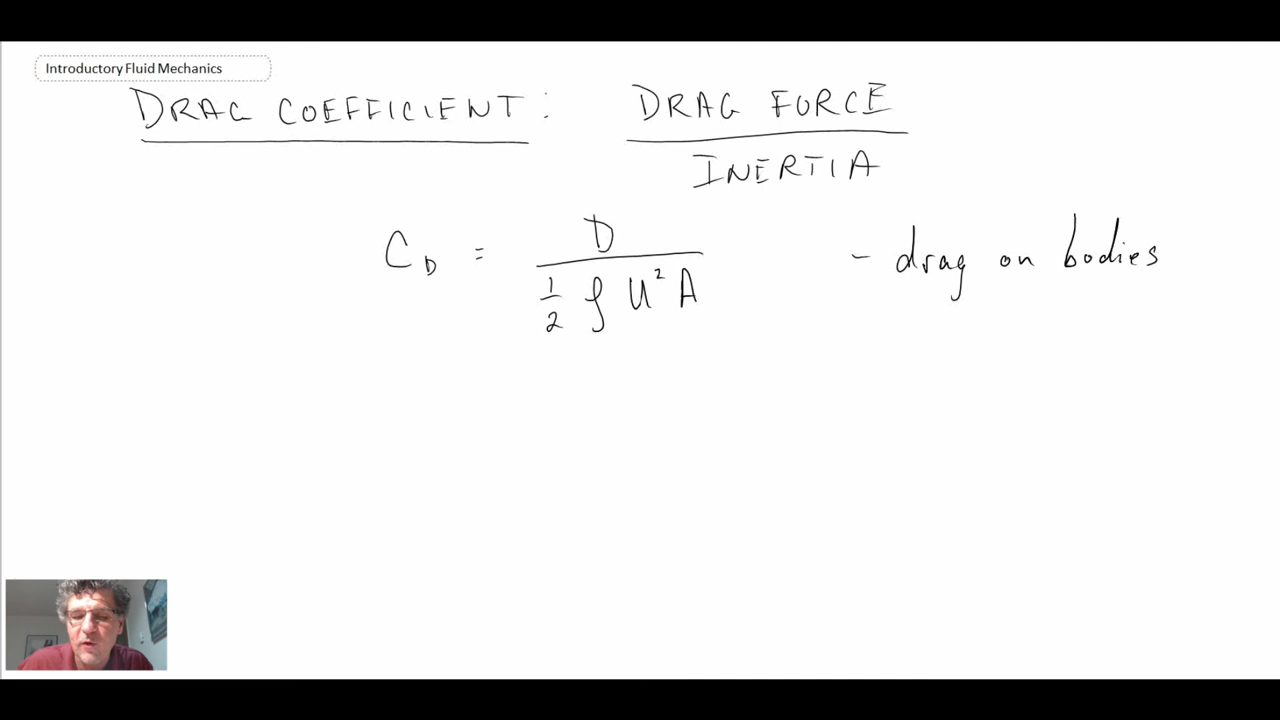 Introductory Fluid Mechanics
DRAG COEFFICIENT: DRAG FORCE
INERTIA
C_D = D / (1/2 ρ U² A) - drag on bodies